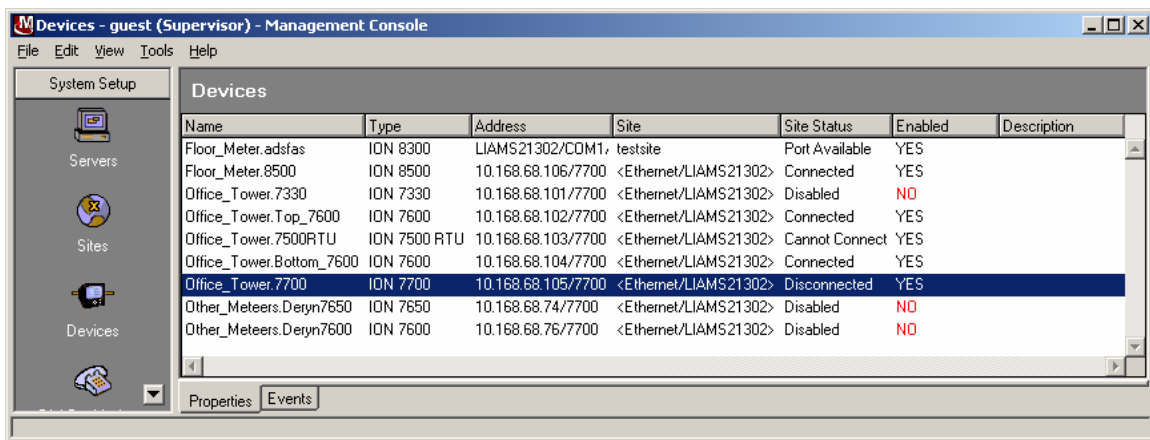 Devices - guest (Supervisor) - Management Console
File Edit View Tools Help
System Setup
Devices
Name Type Address Site Site Status Enabled Description
Floor_Meter.adsfas ION 8300 LIAMS21302/COM1/ testsite Port Available YES
Floor_Meter.8500 ION 8500 10.168.68.106/7700 <Ethernet/LIAMS21302> Connected YES
Office_Tower.7330 ION 7330 10.168.68.101/7700 <Ethernet/LIAMS21302> Disabled NO
Office_Tower.Top_7600 ION 7600 10.168.68.102/7700 <Ethernet/LIAMS21302> Connected YES
Office_Tower.7500RTU ION 7500 RTU 10.168.68.103/7700 <Ethernet/LIAMS21302> Cannot Connect YES
Office_Tower.Bottom_7600 ION 7600 10.168.68.104/7700 <Ethernet/LIAMS21302> Connected YES
Office_Tower.7700 ION 7700 10.168.68.105/7700 <Ethernet/LIAMS21302> Disconnected YES
Other_Meteers.Deryn7650 ION 7650 10.168.68.74/7700 <Ethernet/LIAMS21302> Disabled NO
Other_Meteers.Deryn7600 ION 7600 10.168.68.76/7700 <Ethernet/LIAMS21302> Disabled NO
Servers
Sites
Devices
Properties Events